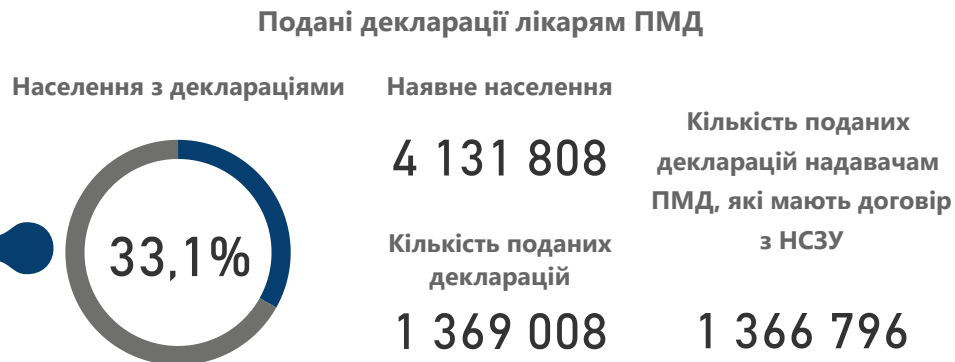 Подані декларації лікарям ПМД
Населення з деклараціями
33,1%
Наявне населення
4 131 808
Кількість поданих
декларацій
1 369 008
Кількість поданих
декларацій надавачам
ПМД, які мають договір
з НСЗУ
1 366 796